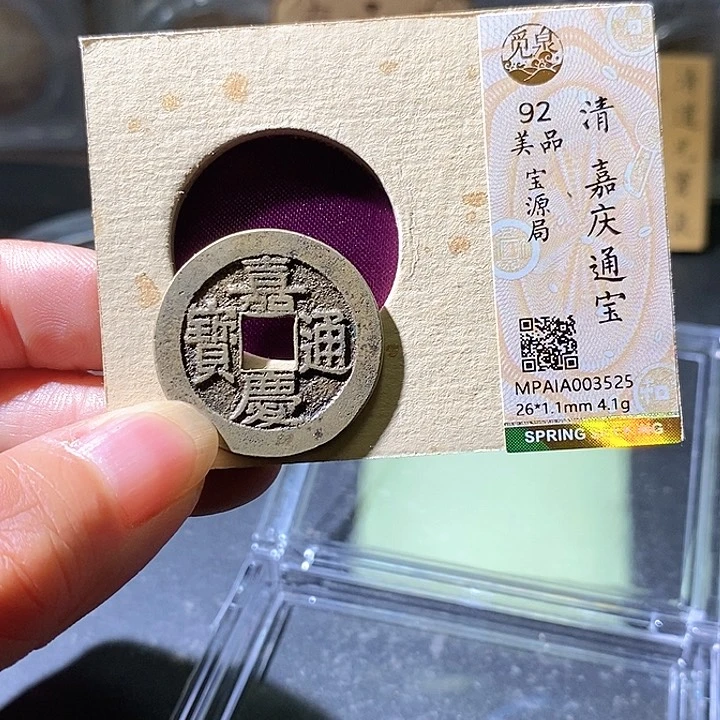 觅泉
清 嘉庆通宝
92
美品 宝源局
MPAIA003525
26*1.1mm 4.1g
SPRING
嘉慶通寶